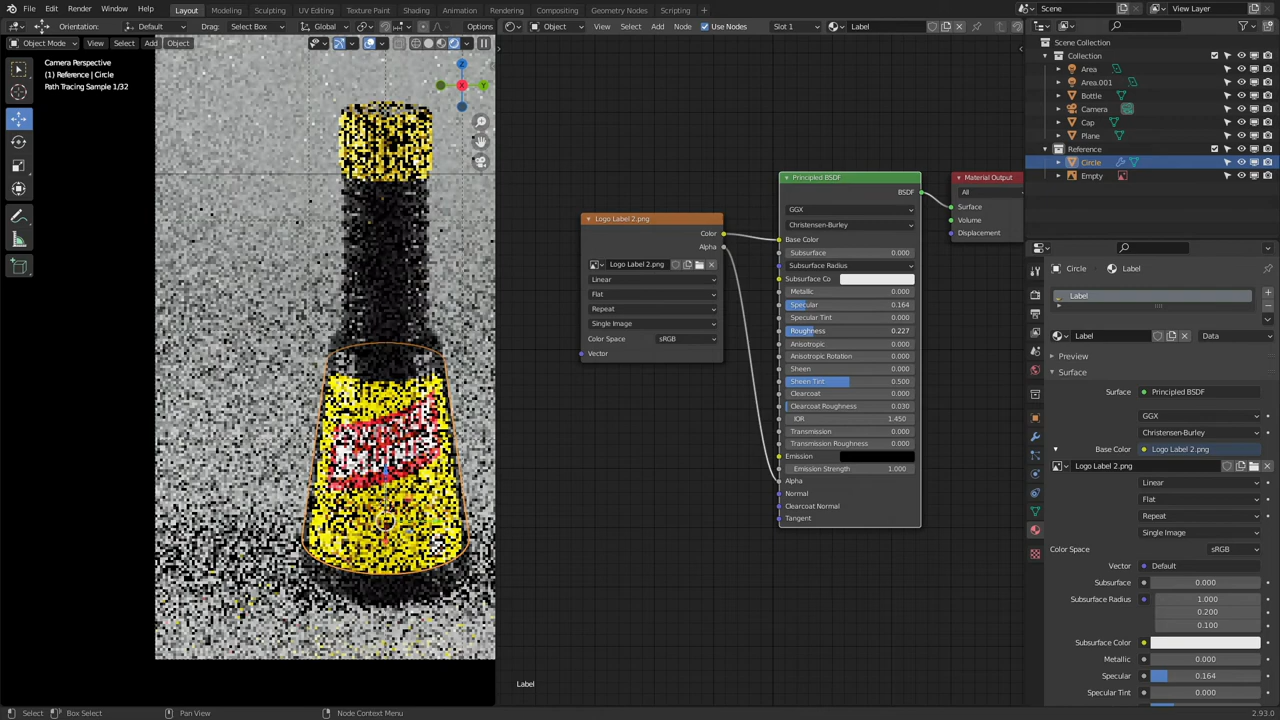 File Edit Render Window Help Layout Modeling Sculpting UV Editing Texture Paint Shading Animation Rendering Compositing Geometry Nodes Scripting Scene View Layer
Orientation: Default Select Box Global Options Object View Select Add Node Use Nodes Slot 1 Label
Object Mode View Select Add Object
Camera Perspective
(1) Reference | Circle
Path Tracing Sample 1/32
Z
Y
X
Logo Label 2.png
Color
Alpha
Logo Label 2.png
Linear
Flat
Repeat
Single Image
Color Space sRGB
Vector
Principled BSDF
BSDF
GGX
Christensen-Burley
Base Color
Subsurface 0.000
Subsurface Radius
Subsurface Co
Metallic 0.000
Specular 0.164
Specular Tint 0.000
Roughness 0.227
Anisotropic 0.000
Anisotropic Rotation 0.000
Sheen 0.000
Sheen Tint 0.500
Clearcoat 0.000
Clearcoat Roughness 0.030
IOR 1.450
Transmission 0.000
Transmission Roughness 0.000
Emission
Emission Strength 1.000
Alpha
Normal
Clearcoat Normal
Tangent
Material Output
All
Surface
Volume
Displacement
Label
Scene Collection
Collection
Area
Area.001
Bottle
Camera
Cap
Plane
Reference
Circle
Empty
Circle Label
Label
Label Data
Preview
Surface
Surface Principled BSDF
GGX
Christensen-Burley
Base Color Logo Label 2.png
Logo Label 2.png
Linear
Flat
Repeat
Single Image
Color Space sRGB
Vector Default
Subsurface 0.000
Subsurface Radius 1.000
0.200
0.100
Subsurface Color
Metallic 0.000
Specular 0.164
Specular Tint 0.000
Select Box Select Pan View Node Context Menu 2.93.0